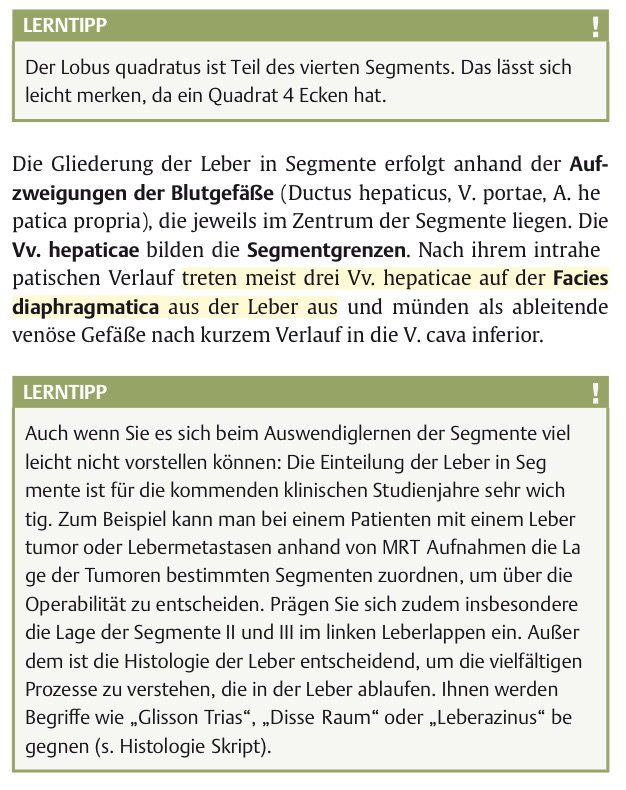 LERNTIPP !
Der Lobus quadratus ist Teil des vierten Segments. Das lässt sich
leicht merken, da ein Quadrat 4 Ecken hat.
Die Gliederung der Leber in Segmente erfolgt anhand der Auf-
zweigungen der Blutgefäße (Ductus hepaticus, V. portae, A. he
patica propria), die jeweils im Zentrum der Segmente liegen. Die
Vv. hepaticae bilden die Segmentgrenzen. Nach ihrem intrahe
patischen Verlauf treten meist drei Vv. hepaticae auf der Facies
diaphragmatica aus der Leber aus und münden als ableitende
venöse Gefäße nach kurzem Verlauf in die V. cava inferior.
LERNTIPP !
Auch wenn Sie es sich beim Auswendiglernen der Segmente viel
leicht nicht vorstellen können: Die Einteilung der Leber in Seg
mente ist für die kommenden klinischen Studienjahre sehr wich
tig. Zum Beispiel kann man bei einem Patienten mit einem Leber
tumor oder Lebermetastasen anhand von MRT Aufnahmen die La
ge der Tumoren bestimmten Segmenten zuordnen, um über die
Operabilität zu entscheiden. Prägen Sie sich zudem insbesondere
die Lage der Segmente II und III im linken Leberlappen ein. Außer
dem ist die Histologie der Leber entscheidend, um die vielfältigen
Prozesse zu verstehen, die in der Leber ablaufen. Ihnen werden
Begriffe wie „Glisson Trias“, „Disse Raum“ oder „Leberazinus“ be
gegnen (s. Histologie Skript).